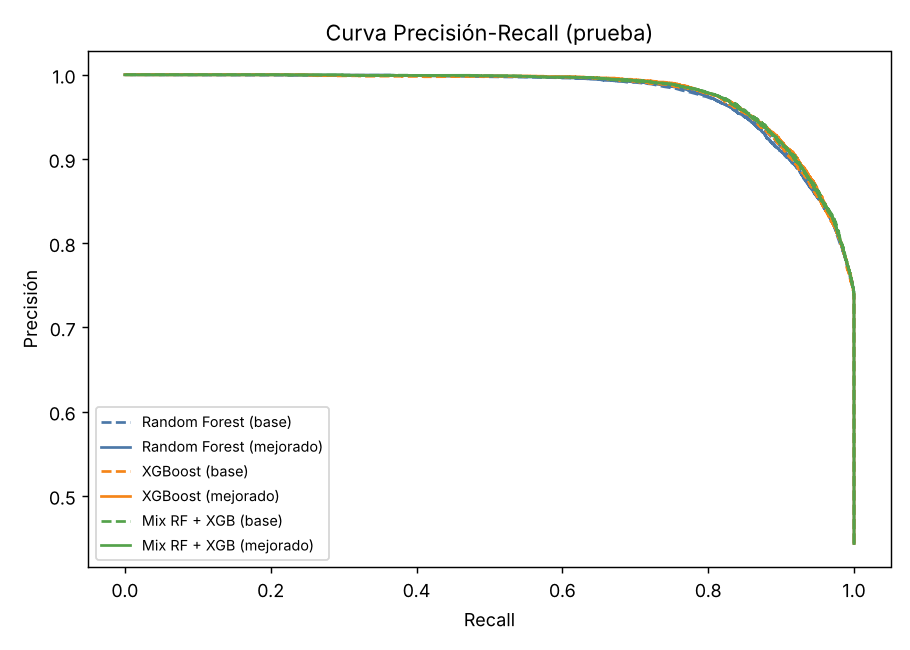 Curva Precisión-Recall (prueba)
1.0
0.9
0.8
0.7
0.6
0.5
Precisión
Random Forest (base)
Random Forest (mejorado)
XGBoost (base)
XGBoost (mejorado)
Mix RF + XGB (base)
Mix RF + XGB (mejorado)
0.0 0.2 0.4 0.6 0.8 1.0
Recall